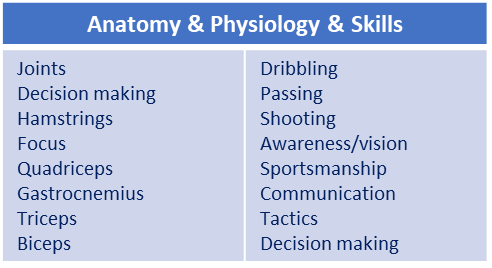 Anatomy & Physiology & Skills
Joints
Decision making
Hamstrings
Focus
Quadriceps
Gastrocnemius
Triceps
Biceps
Dribbling
Passing
Shooting
Awareness/vision
Sportsmanship
Communication
Tactics
Decision making